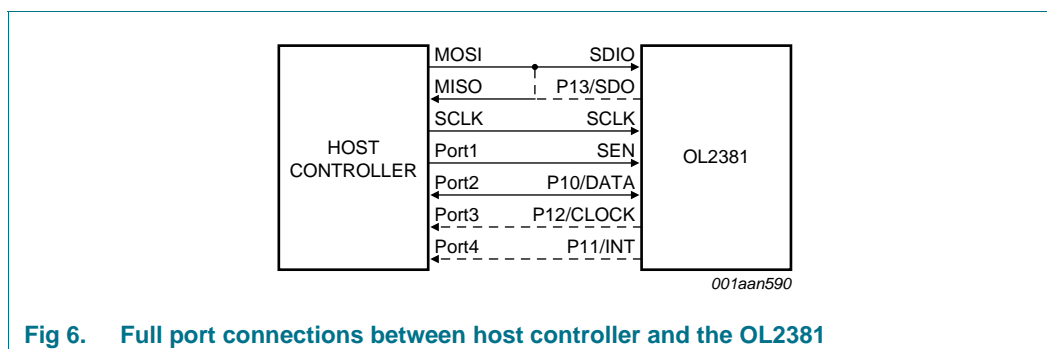 MOSI SDIO
MISO P13/SDO
SCLK SCLK
HOST CONTROLLER
Port1 SEN
OL2381
Port2 P10/DATA
Port3 P12/CLOCK
Port4 P11/INT
001aan590
Fig 6. Full port connections between host controller and the OL2381